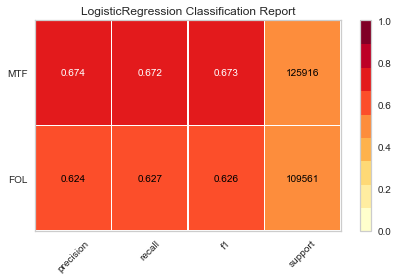 LogisticRegression Classification Report
MTF 0.674 0.672 0.673 125916
FOL 0.624 0.627 0.626 109561
precision recall f1 support
1.0
0.8
0.6
0.4
0.2
0.0